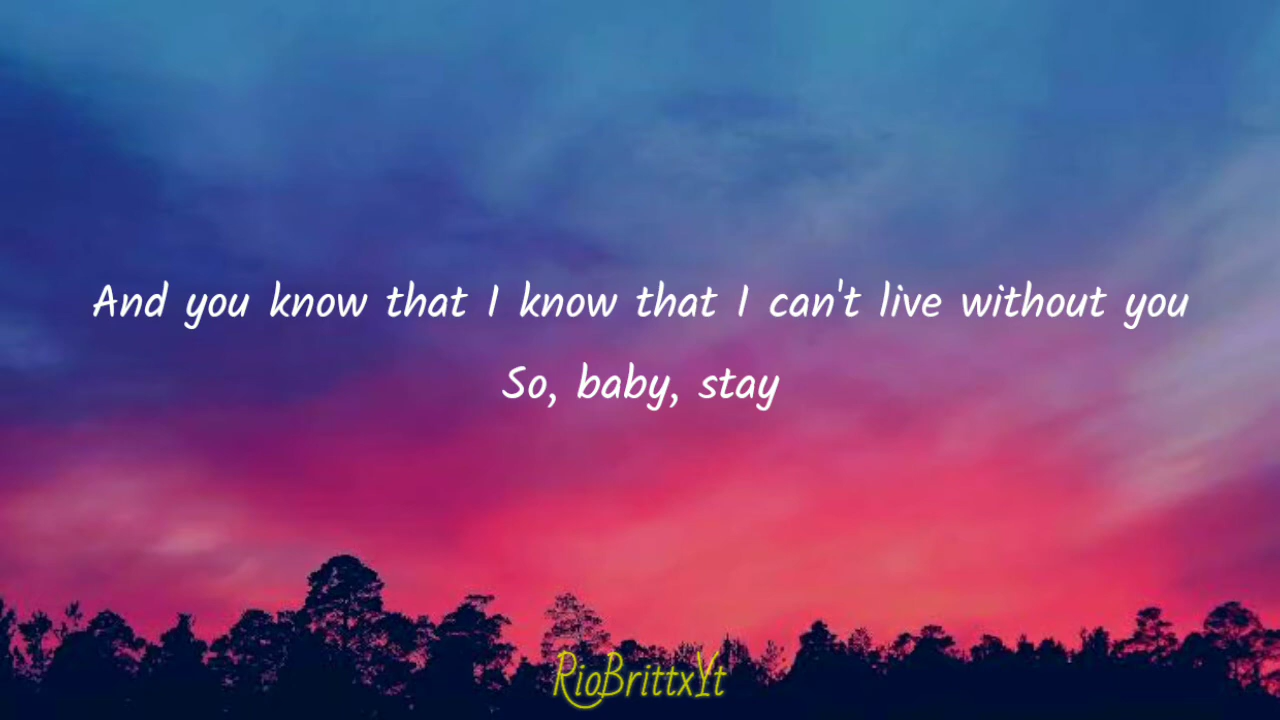 And you know that I know that I can't live without you
So, baby, stay
RioBrittxYt